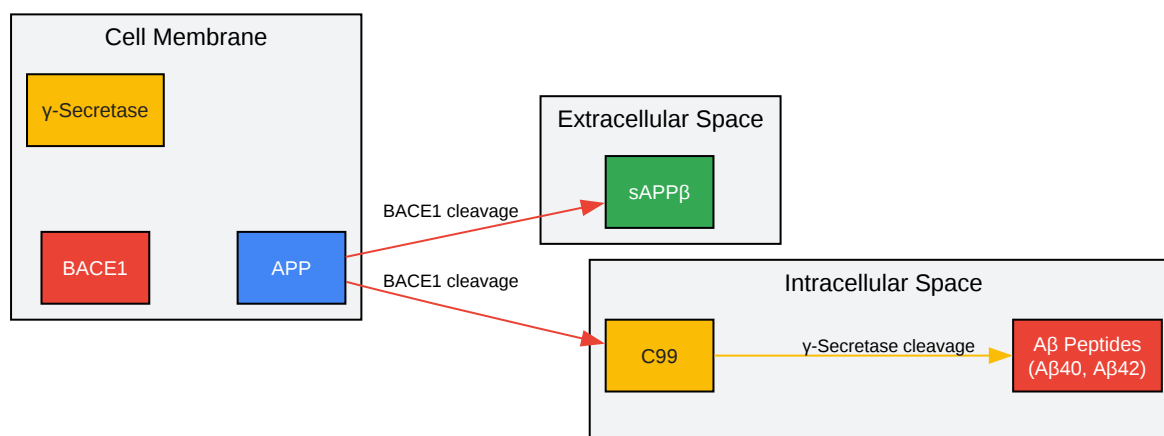 Cell Membrane
γ-Secretase
BACE1
APP
BACE1 cleavage
BACE1 cleavage
Extracellular Space
sAPPβ
Intracellular Space
C99
γ-Secretase cleavage
Aβ Peptides
(Aβ40, Aβ42)